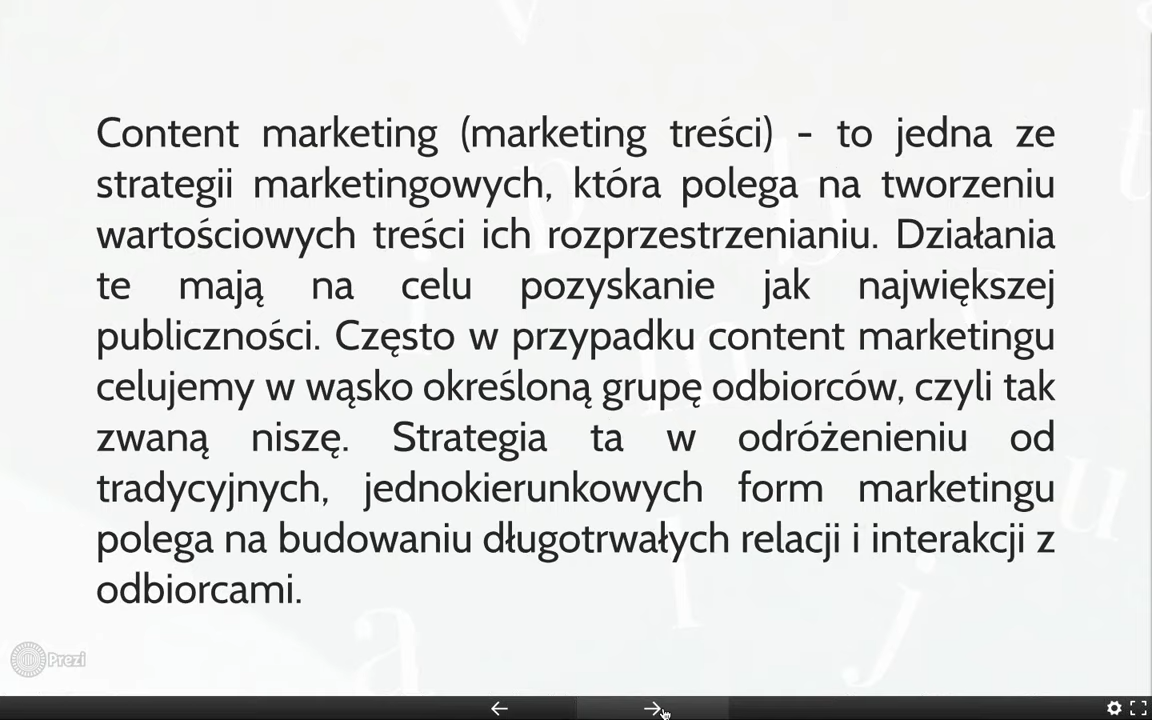 Content marketing (marketing treści) - to jedna ze
strategii marketingowych, która polega na tworzeniu
wartościowych treści ich rozprzestrzenianiu. Działania
te mają na celu pozyskanie jak największej
publiczności. Często w przypadku content marketingu
celujemy w wąsko określoną grupę odbiorców, czyli tak
zwaną niszę. Strategia ta w odróżenieniu od
tradycyjnych, jednokierunkowych form marketingu
polega na budowaniu długotrwałych relacji i interakcji z
odbiorcami.
Prezi